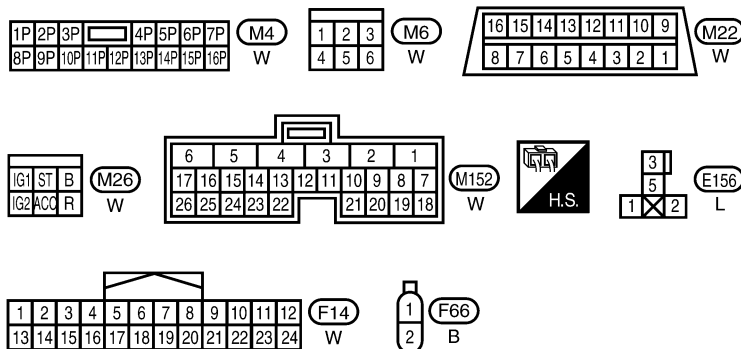 1P 2P 3P 4P 5P 6P 7P
8P 9P 10P 11P 12P 13P 14P 15P 16P
M4
W
1 2 3
4 5 6
M6
W
16 15 14 13 12 11 10 9
8 7 6 5 4 3 2 1
M22
W
IG1 ST B
IG2 ACC R
M26
W
6 5 4 3 2 1
17 16 15 14 13 12 11 10 9 8 7
26 25 24 23 22 21 20 19 18
M152
W
H.S.
3
5
1 2
E156
L
1 2 3 4 5 6 7 8 9 10 11 12
13 14 15 16 17 18 19 20 21 22 23 24
F14
W
1
2
F66
B